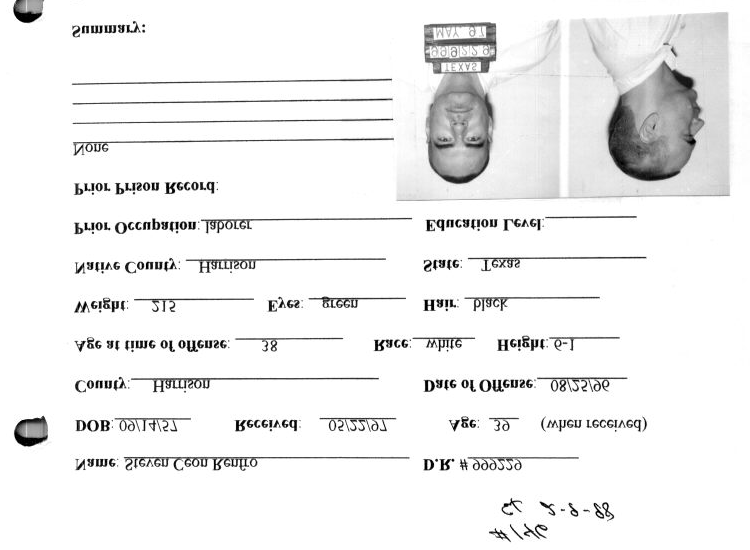 #146
ex 2-9-98
Name: Steven Ceon Renfro D.R. # 999229
DOB: 09/14/57 Received: 05/22/97 Age: 39 (when received)
County: Harrison Date of Offense: 08/25/96
Age at time of offense: 38 Race: white Height: 6-1
Weight: 215 Eyes: green Hair: black
Native County: Harrison State: Texas
Prior Occupation: laborer Education Level:
Prior Prison Record:
None
Summary:
TEXAS
999229
MAY 97